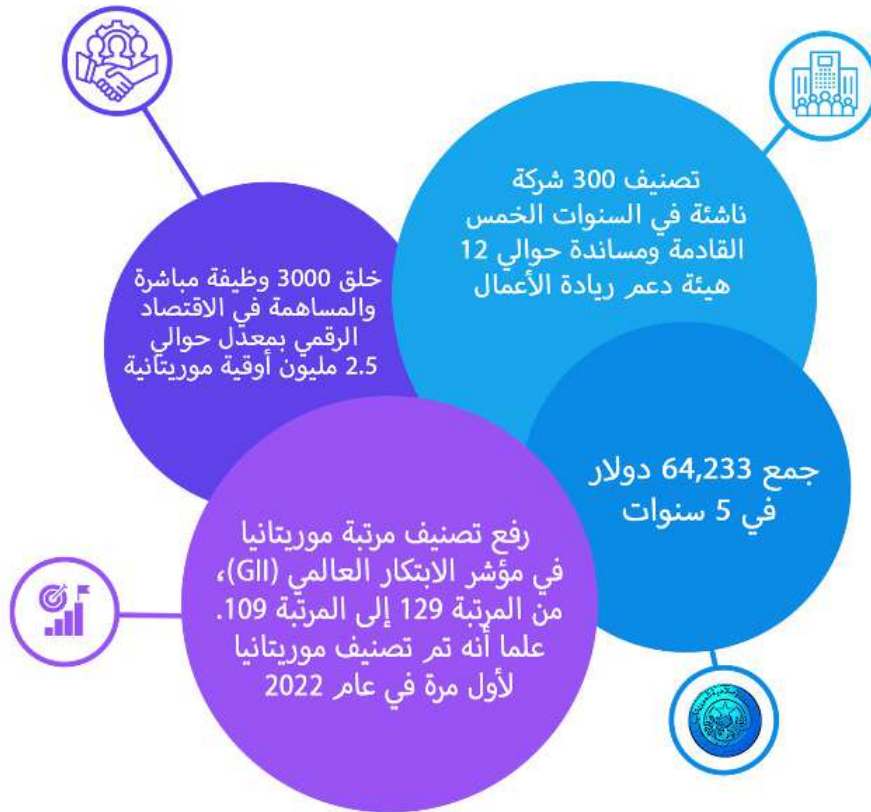 تصنيف 300 شركة
ناشئة في السنوات الخمس
القادمة ومساندة حوالي 12
هيئة دعم ريادة الأعمال
خلق 3000 وظيفة مباشرة
والمساهمة في الاقتصاد
الرقمي بمعدل حوالي
2.5 مليون أوقية موريتانية
جمع 64,233 دولار
في 5 سنوات
رفع تصنيف مرتبة موريتانيا
في مؤشر الابتكار العالمي (GII)،
من المرتبة 129 إلى المرتبة 109.
علما أنه تم تصنيف موريتانيا
لأول مرة في عام 2022